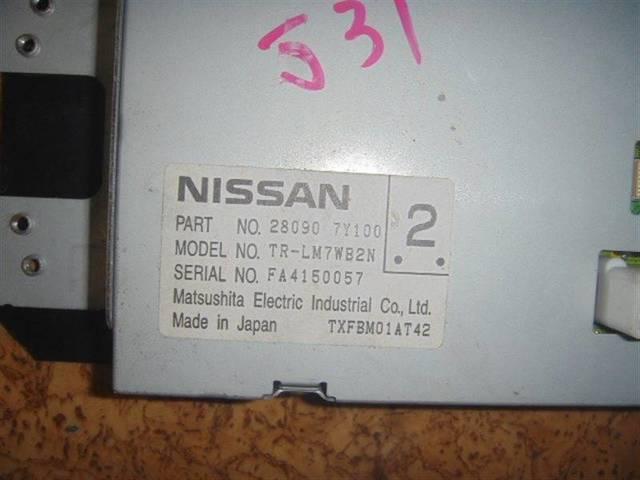 J31
NISSAN
PART NO. 28090 7Y100
2
MODEL NO. TR-LM7WB2N
SERIAL NO. FA4150057
Matsushita Electric Industrial Co., Ltd.
Made in Japan TXFBM01AT42